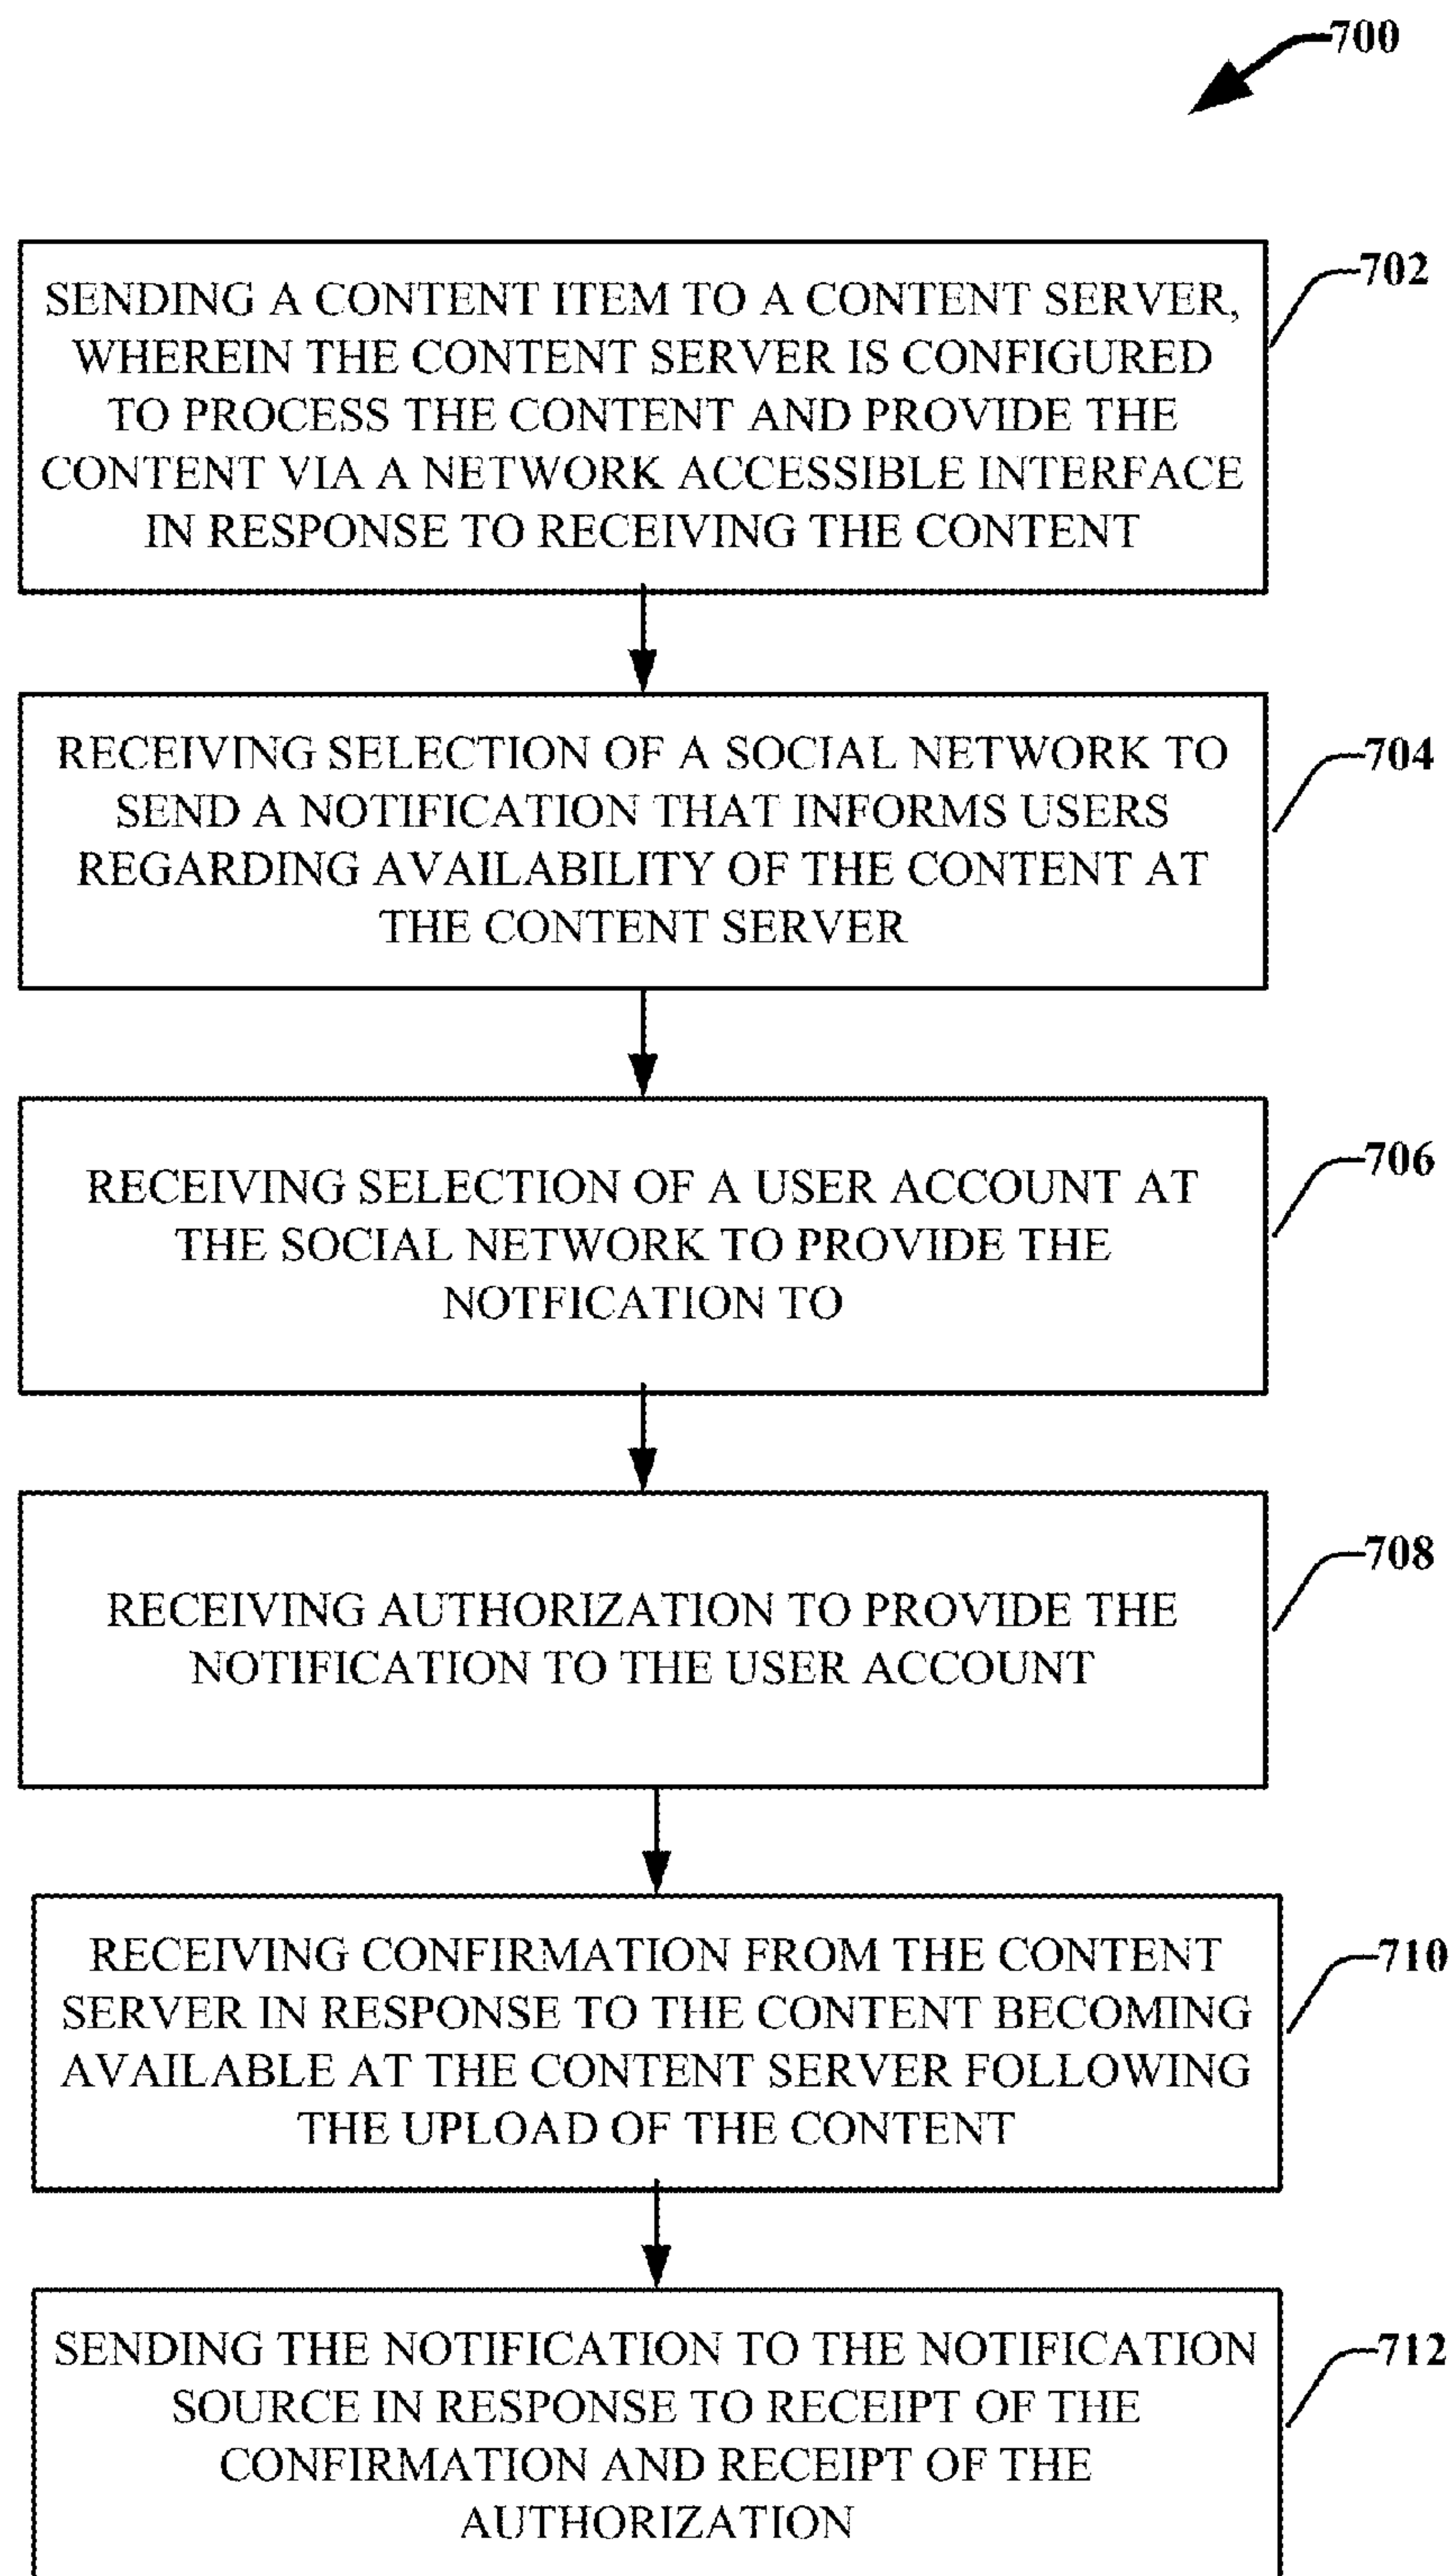 700
SENDING A CONTENT ITEM TO A CONTENT SERVER,
WHEREIN THE CONTENT SERVER IS CONFIGURED
TO PROCESS THE CONTENT AND PROVIDE THE
CONTENT VIA A NETWORK ACCESSIBLE INTERFACE
IN RESPONSE TO RECEIVING THE CONTENT
702
RECEIVING SELECTION OF A SOCIAL NETWORK TO
SEND A NOTIFICATION THAT INFORMS USERS
REGARDING AVAILABILITY OF THE CONTENT AT
THE CONTENT SERVER
704
RECEIVING SELECTION OF A USER ACCOUNT AT
THE SOCIAL NETWORK TO PROVIDE THE
NOTFICATION TO
706
RECEIVING AUTHORIZATION TO PROVIDE THE
NOTIFICATION TO THE USER ACCOUNT
708
RECEIVING CONFIRMATION FROM THE CONTENT
SERVER IN RESPONSE TO THE CONTENT BECOMING
AVAILABLE AT THE CONTENT SERVER FOLLOWING
THE UPLOAD OF THE CONTENT
710
SENDING THE NOTIFICATION TO THE NOTIFICATION
SOURCE IN RESPONSE TO RECEIPT OF THE
CONFIRMATION AND RECEIPT OF THE
AUTHORIZATION
712